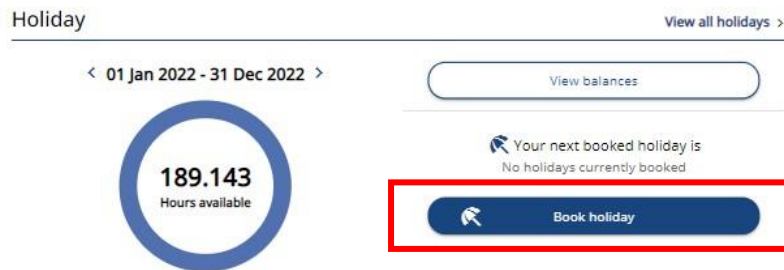 Holiday
View all holidays >
< 01 Jan 2022 - 31 Dec 2022 >
View balances
189.143
Hours available
Your next booked holiday is
No holidays currently booked
Book holiday